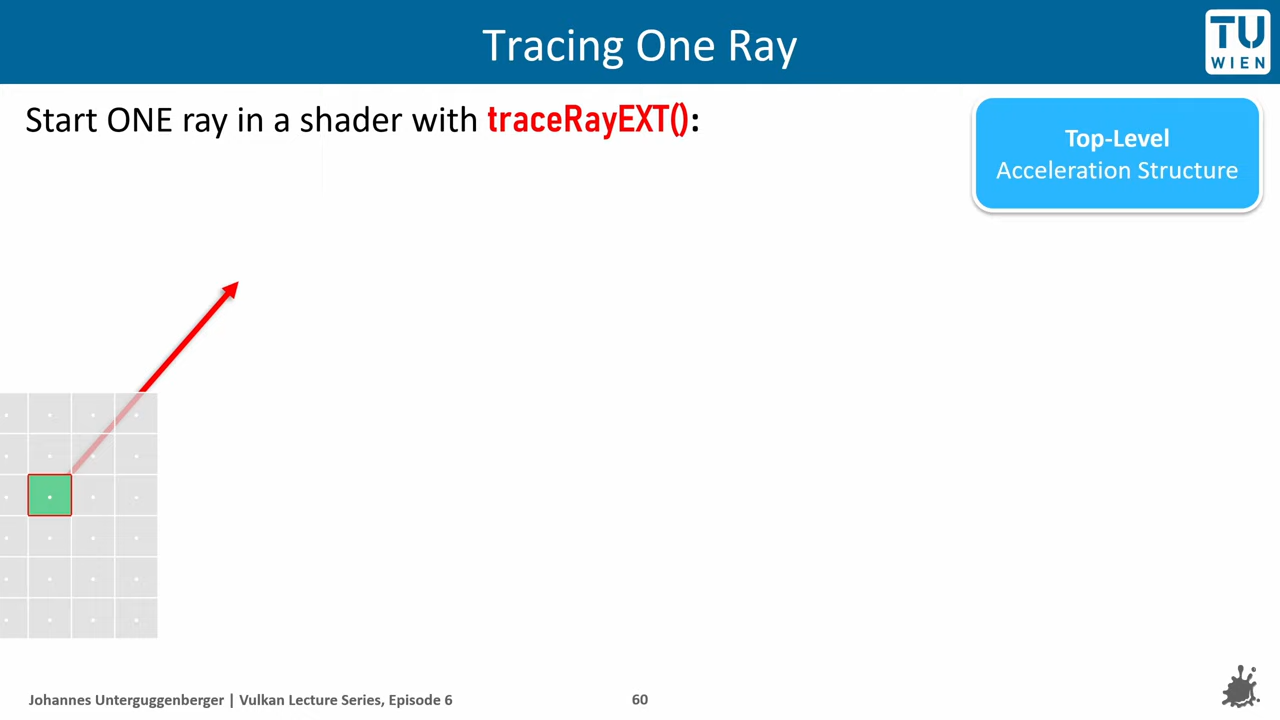 Tracing One Ray
TU
WIEN
Start ONE ray in a shader with traceRayEXT():
Top-Level
Acceleration Structure
Johannes Unterguggenberger | Vulkan Lecture Series, Episode 6
60